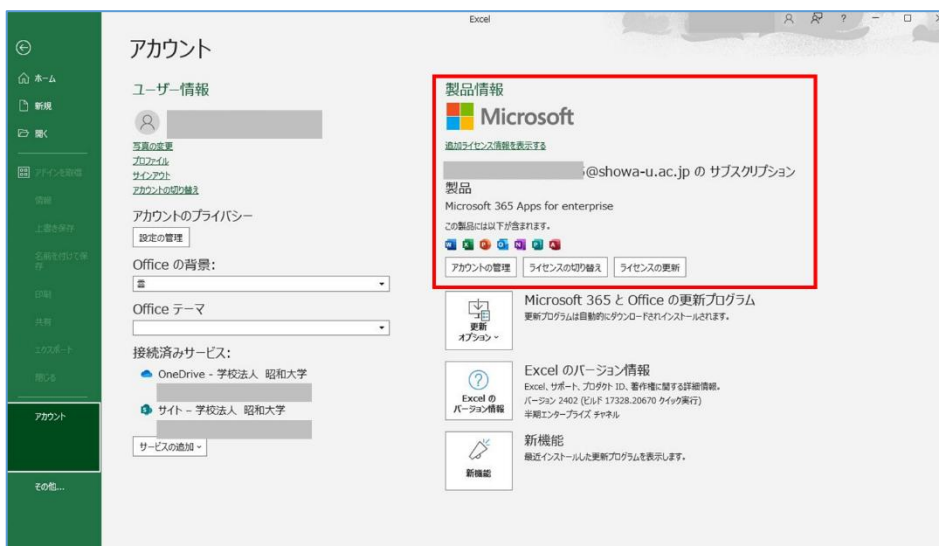 Excel
?
アカウント
ホーム
新規
開く
アドインを取得
情報
上書き保存
名前を付けて保
存
印刷
共有
エクスポート
閉じる
アカウント
その他...
ユーザー情報
写真の変更
プロファイル
サインアウト
アカウントの切り替え
アカウントのプライバシー
設定の管理
Office の背景:
雲
Office テーマ
接続済みサービス:
OneDrive - 学校法人 昭和大学
サイト - 学校法人 昭和大学
サービスの追加
製品情報
Microsoft
追加ライセンス情報を表示する
@showa-u.ac.jp の サブスクリプション
製品
Microsoft 365 Apps for enterprise
この製品には以下が含まれます。
アカウントの管理
ライセンスの切り替え
ライセンスの更新
更新
オプション
Microsoft 365 と Office の更新プログラム
更新プログラムは自動的にダウンロードされインストールされます。
Excel の
バージョン情報
Excel のバージョン情報
Excel、サポート、プロダクト ID、著作権に関する詳細情報。
バージョン 2402 (ビルド 17328.20670 クイック実行)
半期エンタープライズ チャネル
新機能
新機能
最近インストールした更新プログラムを表示します。